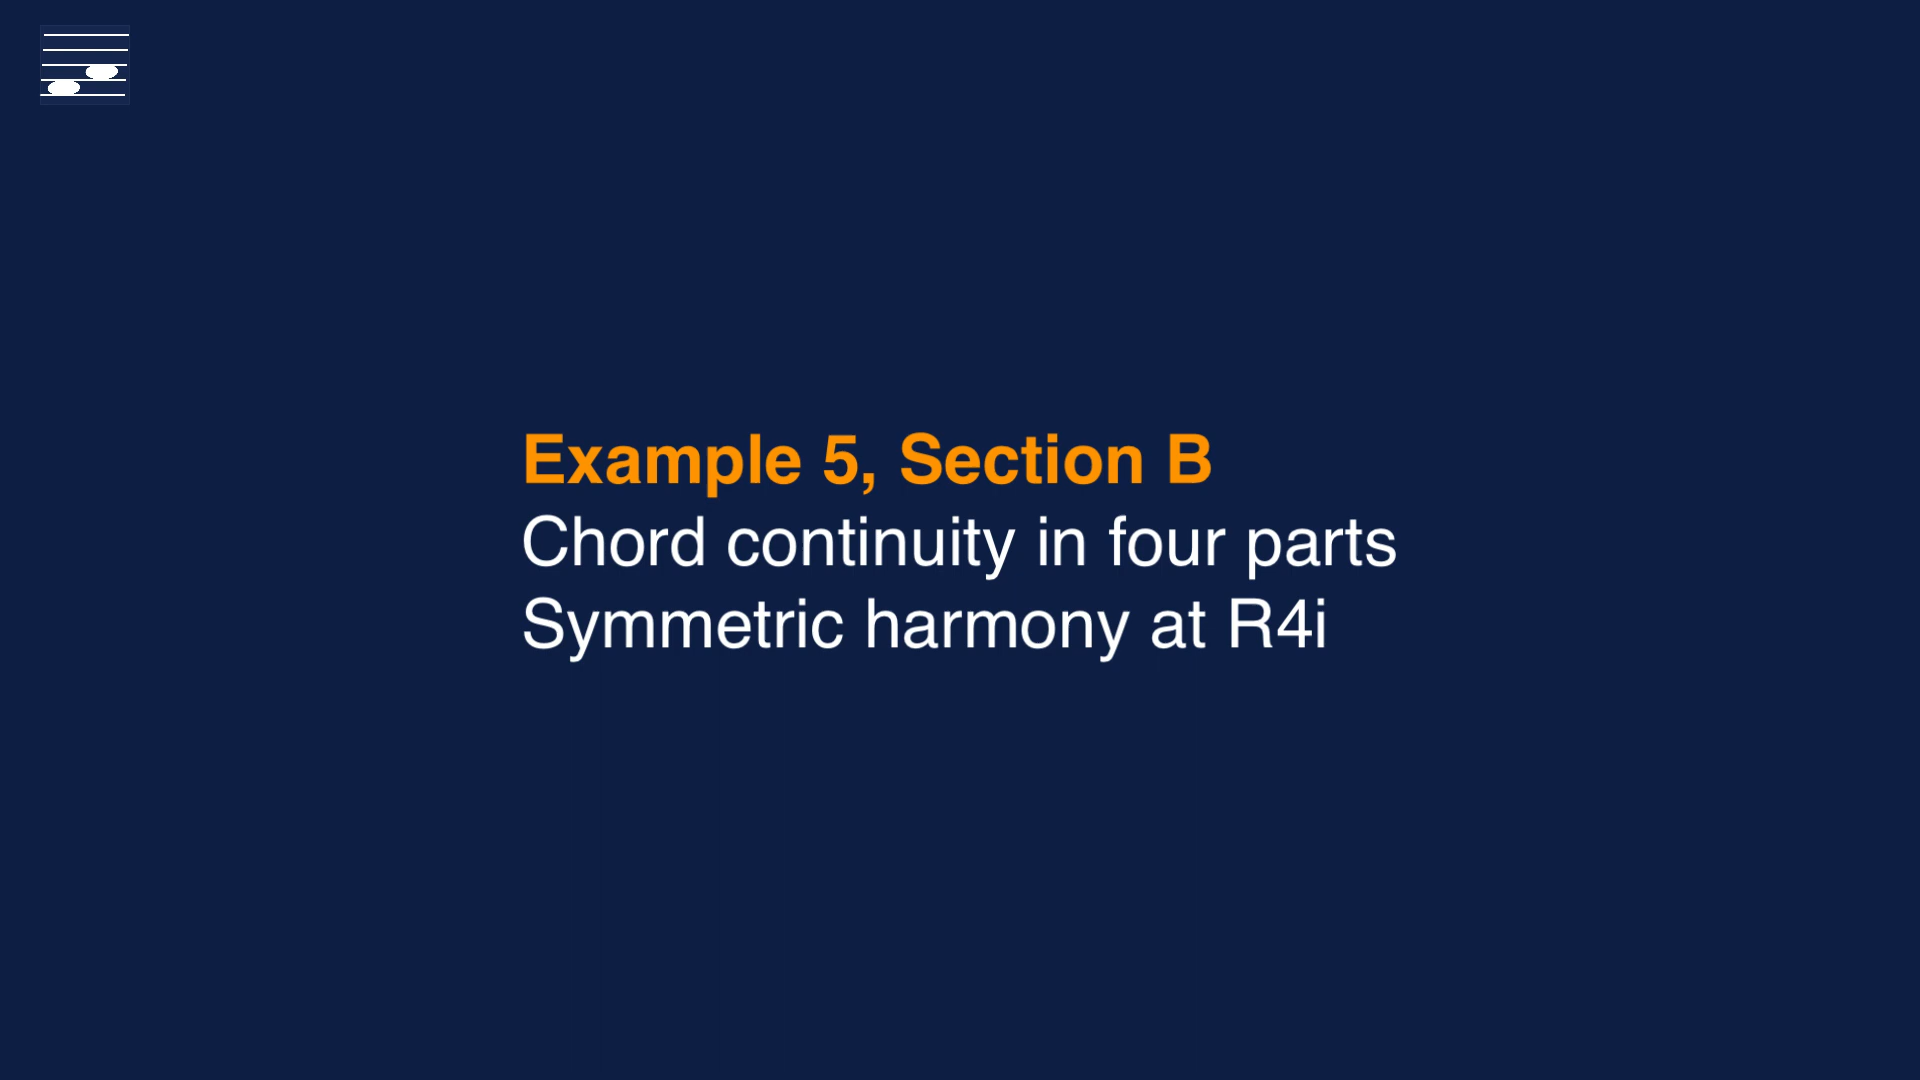 Example 5, Section B
Chord continuity in four parts
Symmetric harmony at R4i